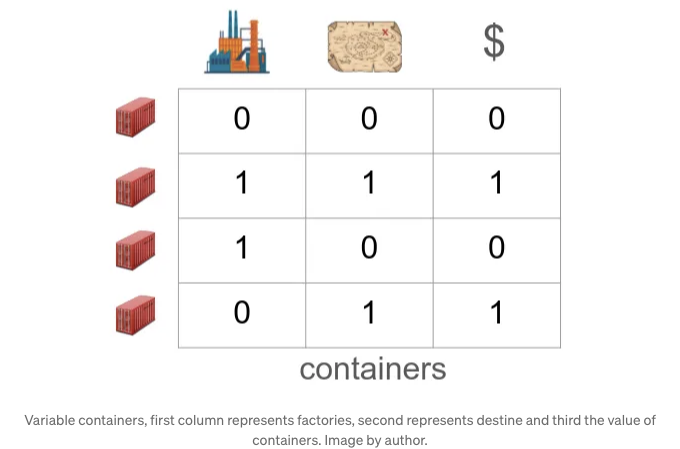 $
0 0 0
1 1 1
1 0 0
0 1 1
containers
Variable containers, first column represents factories, second represents destine and third the value of
containers. Image by author.